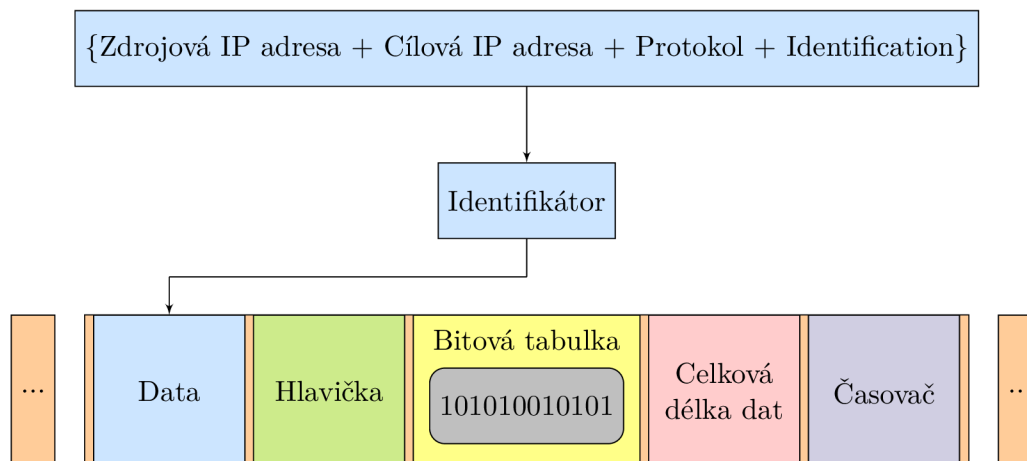 {Zdrojová IP adresa + Cílová IP adresa + Protokol + Identification}
Identifikátor
...
Data
Hlavička
Bitová tabulka
101010010101
Celková
délka dat
Časovač
...